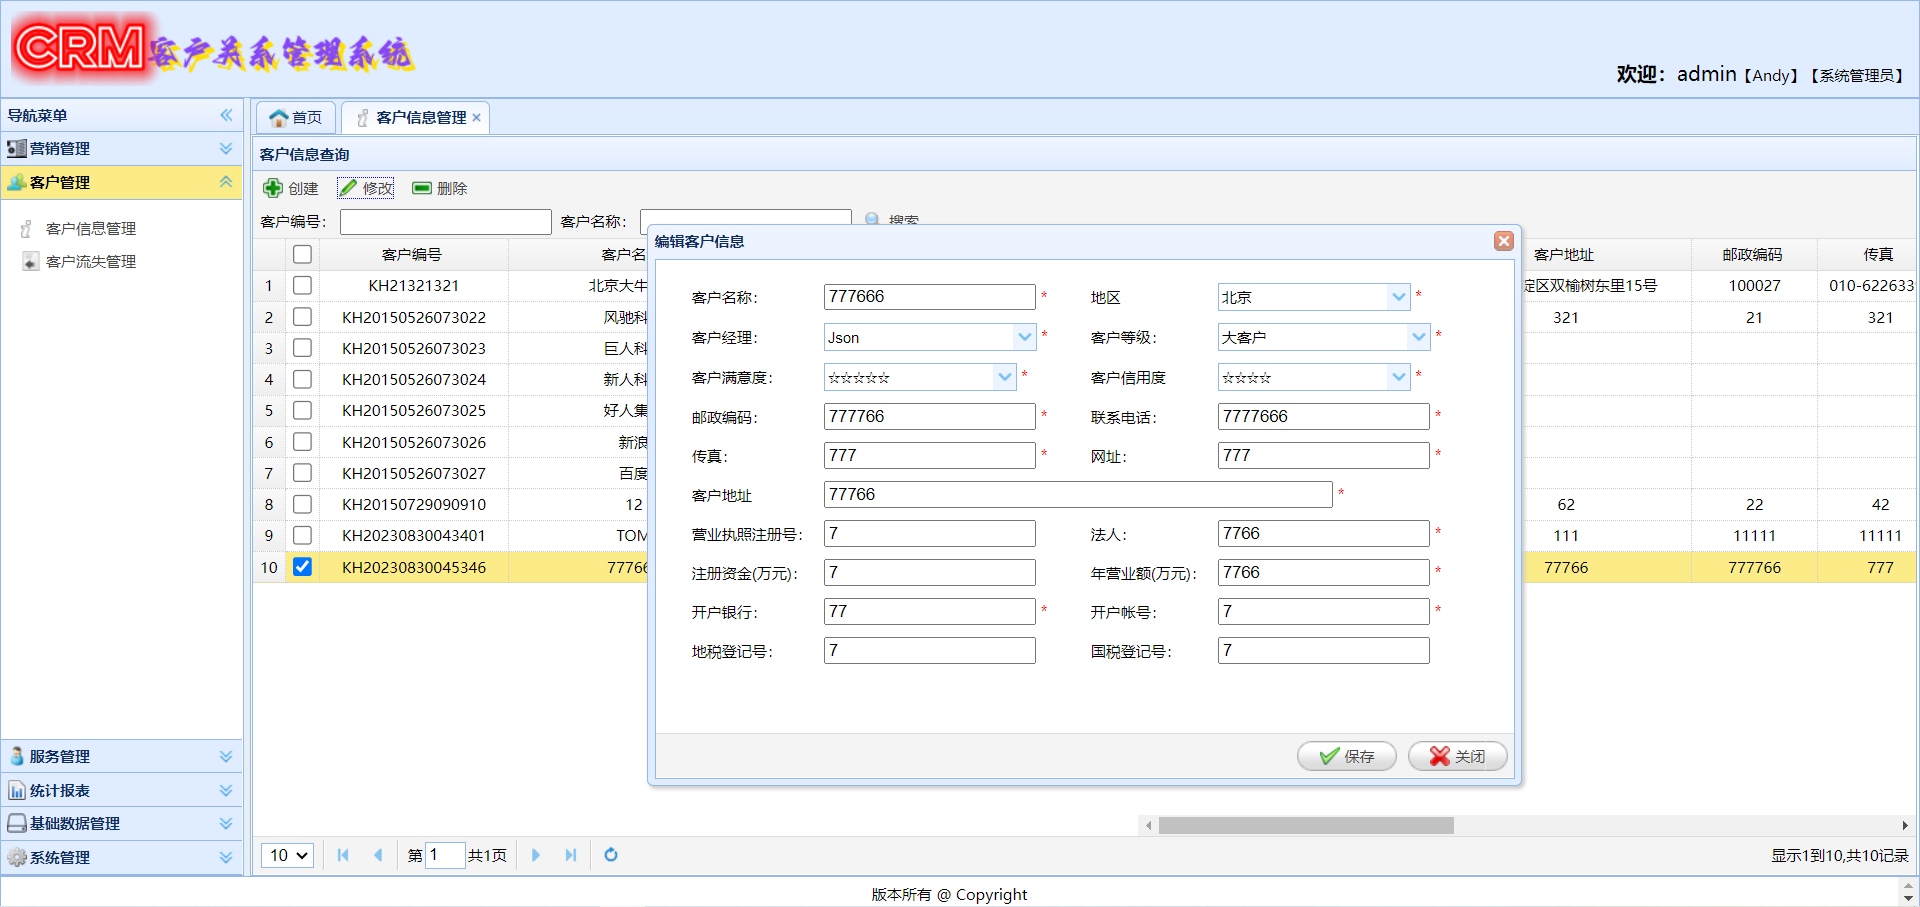 CRM客户关系管理系统
欢迎：admin【Andy】【系统管理员】
导航菜单
营销管理
客户管理
客户信息管理
客户流失管理
服务管理
统计报表
基础数据管理
系统管理
首页 客户信息管理
客户信息查询
创建 修改 删除
客户编号： 客户名称： 搜索
客户编号 客户名 客户地址 邮政编码 传真
1 KH21321321 北京大牛 淀区双榆树东里15号 100027 010-622633
2 KH20150526073022 风驰科 321 21 321
3 KH20150526073023 巨人科
4 KH20150526073024 新人科
5 KH20150526073025 好人集
6 KH20150526073026 新浪
7 KH20150526073027 百度
8 KH20150729090910 12 62 22 42
9 KH20230830043401 TOM 111 11111 11111
10 KH20230830045346 77766 77766 777766 777
编辑客户信息
客户名称： 777666 * 地区 北京 *
客户经理： Json * 客户等级： 大客户 *
客户满意度： ☆☆☆☆☆ * 客户信用度 ☆☆☆☆ *
邮政编码： 777766 * 联系电话： 7777666 *
传真： 777 * 网址： 777 *
客户地址 77766 *
营业执照注册号： 7 法人： 7766 *
注册资金(万元)： 7 年营业额(万元)： 7766 *
开户银行： 77 * 开户帐号： 7 *
地税登记号： 7 国税登记号： 7
保存 关闭
10 第 1 共1页 显示1到10,共10记录
版本所有 @ Copyright